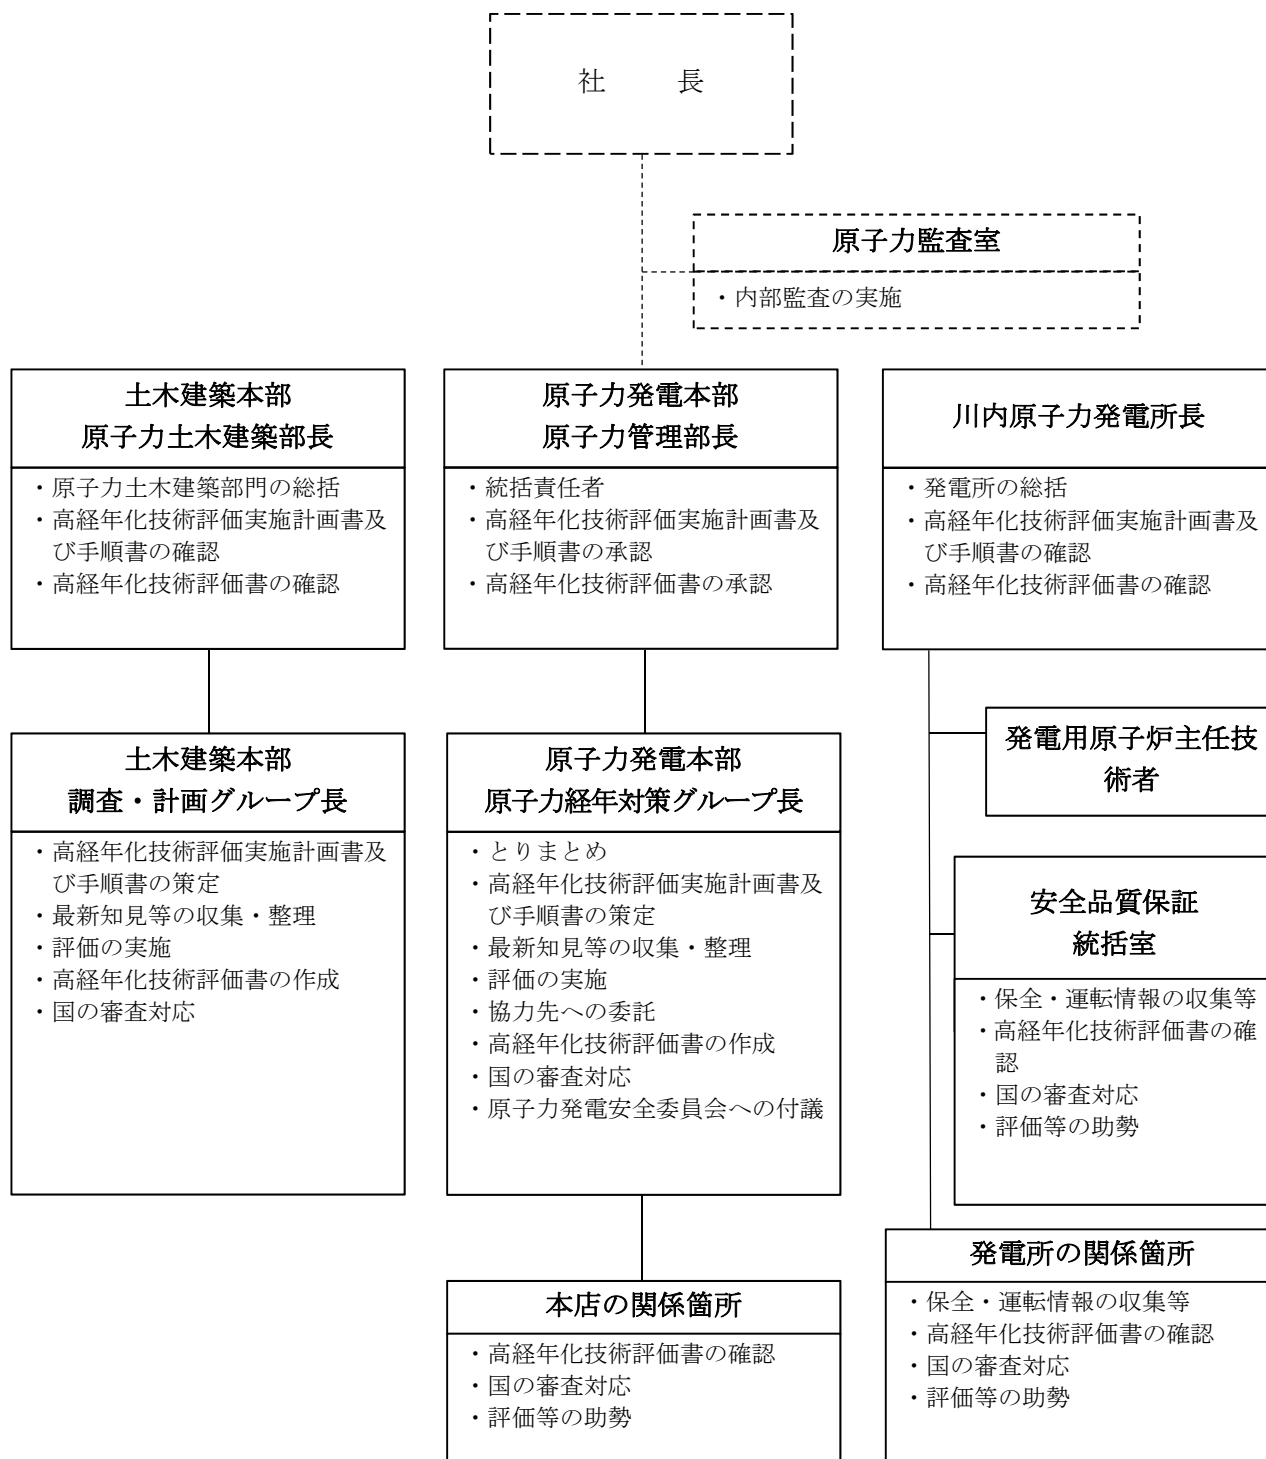 社　長
原子力監査室
・内部監査の実施
土木建築本部
原子力土木建築部長
・原子力土木建築部門の総括
・高経年化技術評価実施計画書及
び手順書の確認
・高経年化技術評価書の確認
原子力発電本部
原子力管理部長
・統括責任者
・高経年化技術評価実施計画書及
び手順書の承認
・高経年化技術評価書の承認
川内原子力発電所長
・発電所の総括
・高経年化技術評価実施計画書及
び手順書の確認
・高経年化技術評価書の確認
土木建築本部
調査・計画グループ長
・高経年化技術評価実施計画書及
び手順書の策定
・最新知見等の収集・整理
・評価の実施
・高経年化技術評価書の作成
・国の審査対応
原子力発電本部
原子力経年対策グループ長
・とりまとめ
・高経年化技術評価実施計画書及
び手順書の策定
・最新知見等の収集・整理
・評価の実施
・協力先への委託
・高経年化技術評価書の作成
・国の審査対応
・原子力発電安全委員会への付議
発電用原子炉主任技
術者
安全品質保証
統括室
・保全・運転情報の収集等
・高経年化技術評価書の確
認
・国の審査対応
・評価等の助勢
本店の関係箇所
・高経年化技術評価書の確認
・国の審査対応
・評価等の助勢
発電所の関係箇所
・保全・運転情報の収集等
・高経年化技術評価書の確認
・国の審査対応
・評価等の助勢